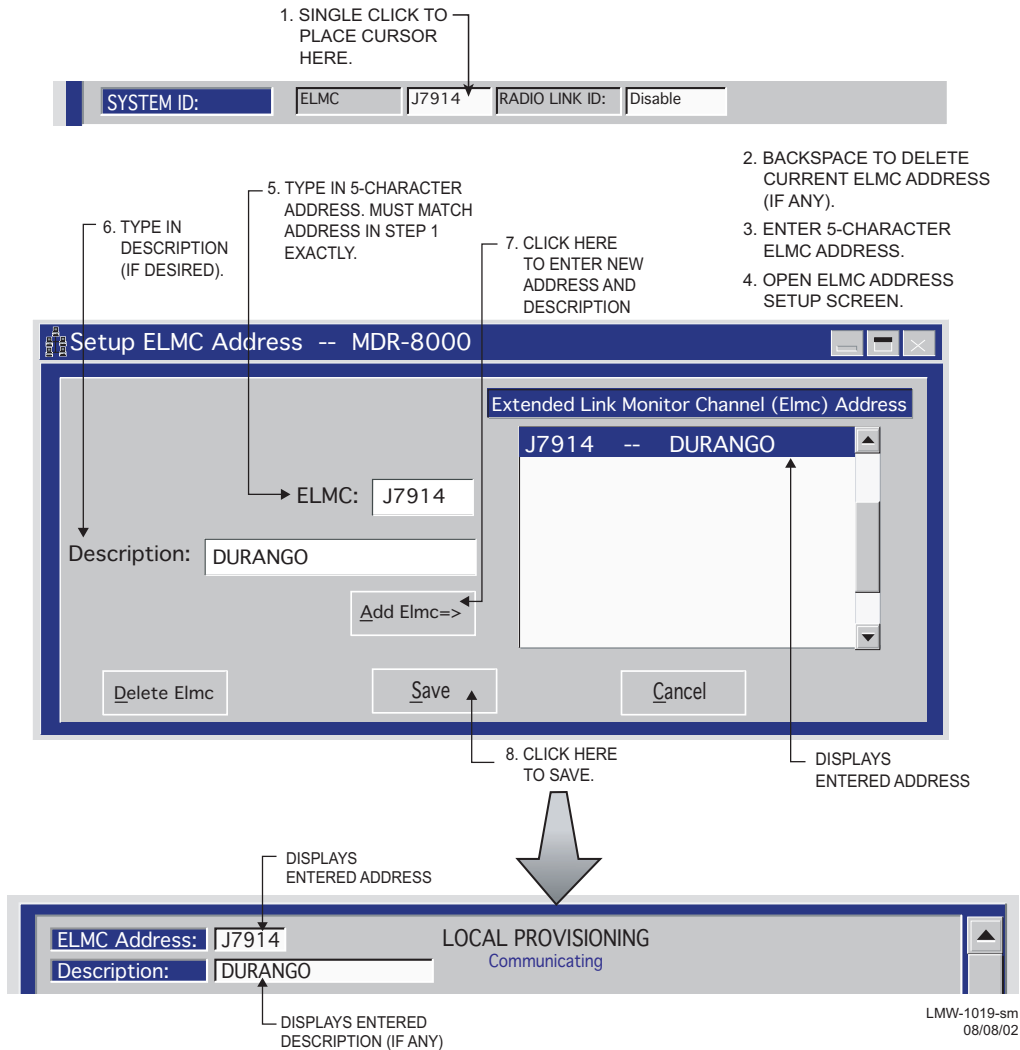 1. SINGLE CLICK TO
PLACE CURSOR
HERE.
SYSTEM ID: ELMC J7914 RADIO LINK ID: Disable
2. BACKSPACE TO DELETE
CURRENT ELMC ADDRESS
(IF ANY).
3. ENTER 5-CHARACTER
ELMC ADDRESS.
4. OPEN ELMC ADDRESS
SETUP SCREEN.
5. TYPE IN 5-CHARACTER
ADDRESS. MUST MATCH
ADDRESS IN STEP 1
EXACTLY.
6. TYPE IN
DESCRIPTION
(IF DESIRED).
7. CLICK HERE
TO ENTER NEW
ADDRESS AND
DESCRIPTION
Setup ELMC Address -- MDR-8000
Extended Link Monitor Channel (Elmc) Address
J7914 -- DURANGO
ELMC: J7914
Description: DURANGO
Add Elmc=>
Delete Elmc Save Cancel
8. CLICK HERE
TO SAVE.
DISPLAYS
ENTERED ADDRESS
DISPLAYS
ENTERED ADDRESS
ELMC Address: J7914 LOCAL PROVISIONING
Communicating
Description: DURANGO
DISPLAYS ENTERED
DESCRIPTION (IF ANY)
LMW-1019-sm
08/08/02